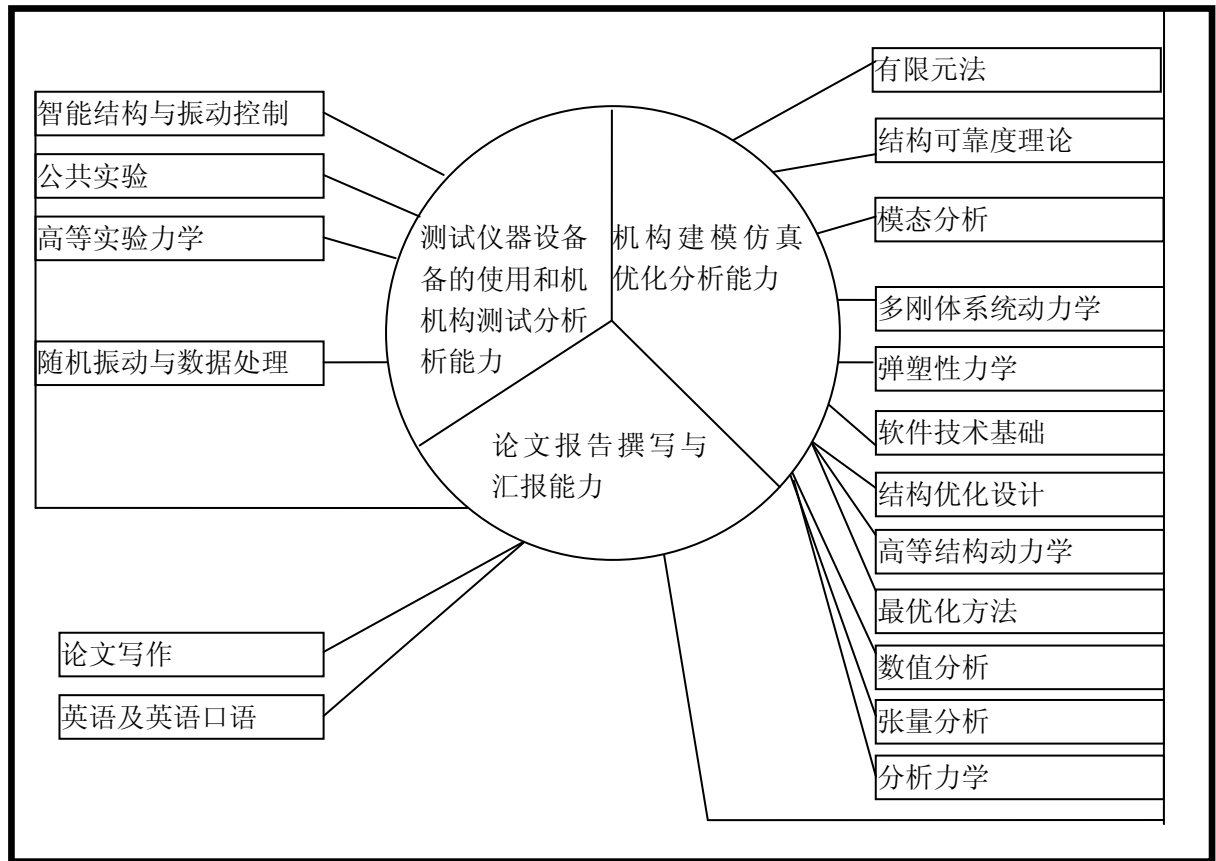 智能结构与振动控制
公共实验
高等实验力学
随机振动与数据处理
测试仪器设备
备的使用和机
机构测试分析
析能力
机构建模仿真
优化分析能力
论文报告撰写与
汇报能力
论文写作
英语及英语口语
有限元法
结构可靠度理论
模态分析
多刚体系统动力学
弹塑性力学
软件技术基础
结构优化设计
高等结构动力学
最优化方法
数值分析
张量分析
分析力学